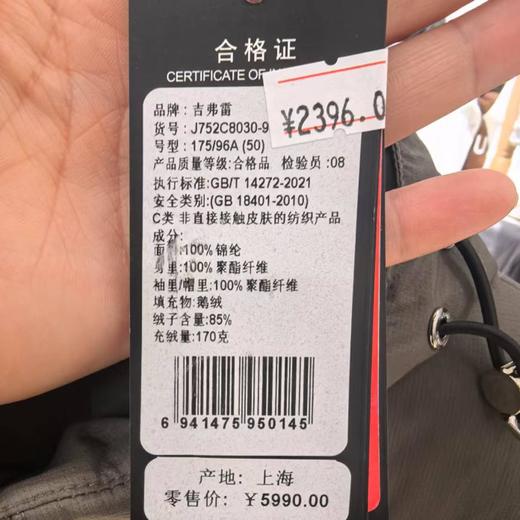 合格证
CERTIFICATE OF
¥2396.0
品牌:吉弗雷
货号:J752C8030-9
号型:175/96A (50)
产品质量等级:合格品 检验员:08
执行标准:GB/T 14272-2021
安全类别:(GB 18401-2010)
C类 非直接接触皮肤的纺织产品
成分:
面 :100%锦纶
身里:100% 聚酯纤维
袖里/帽里:100% 聚酯纤维
填充物:鹅绒
绒子含量:85%
充绒量:170克
6 941475 950145
产地: 上海
零售价: ¥5990.00